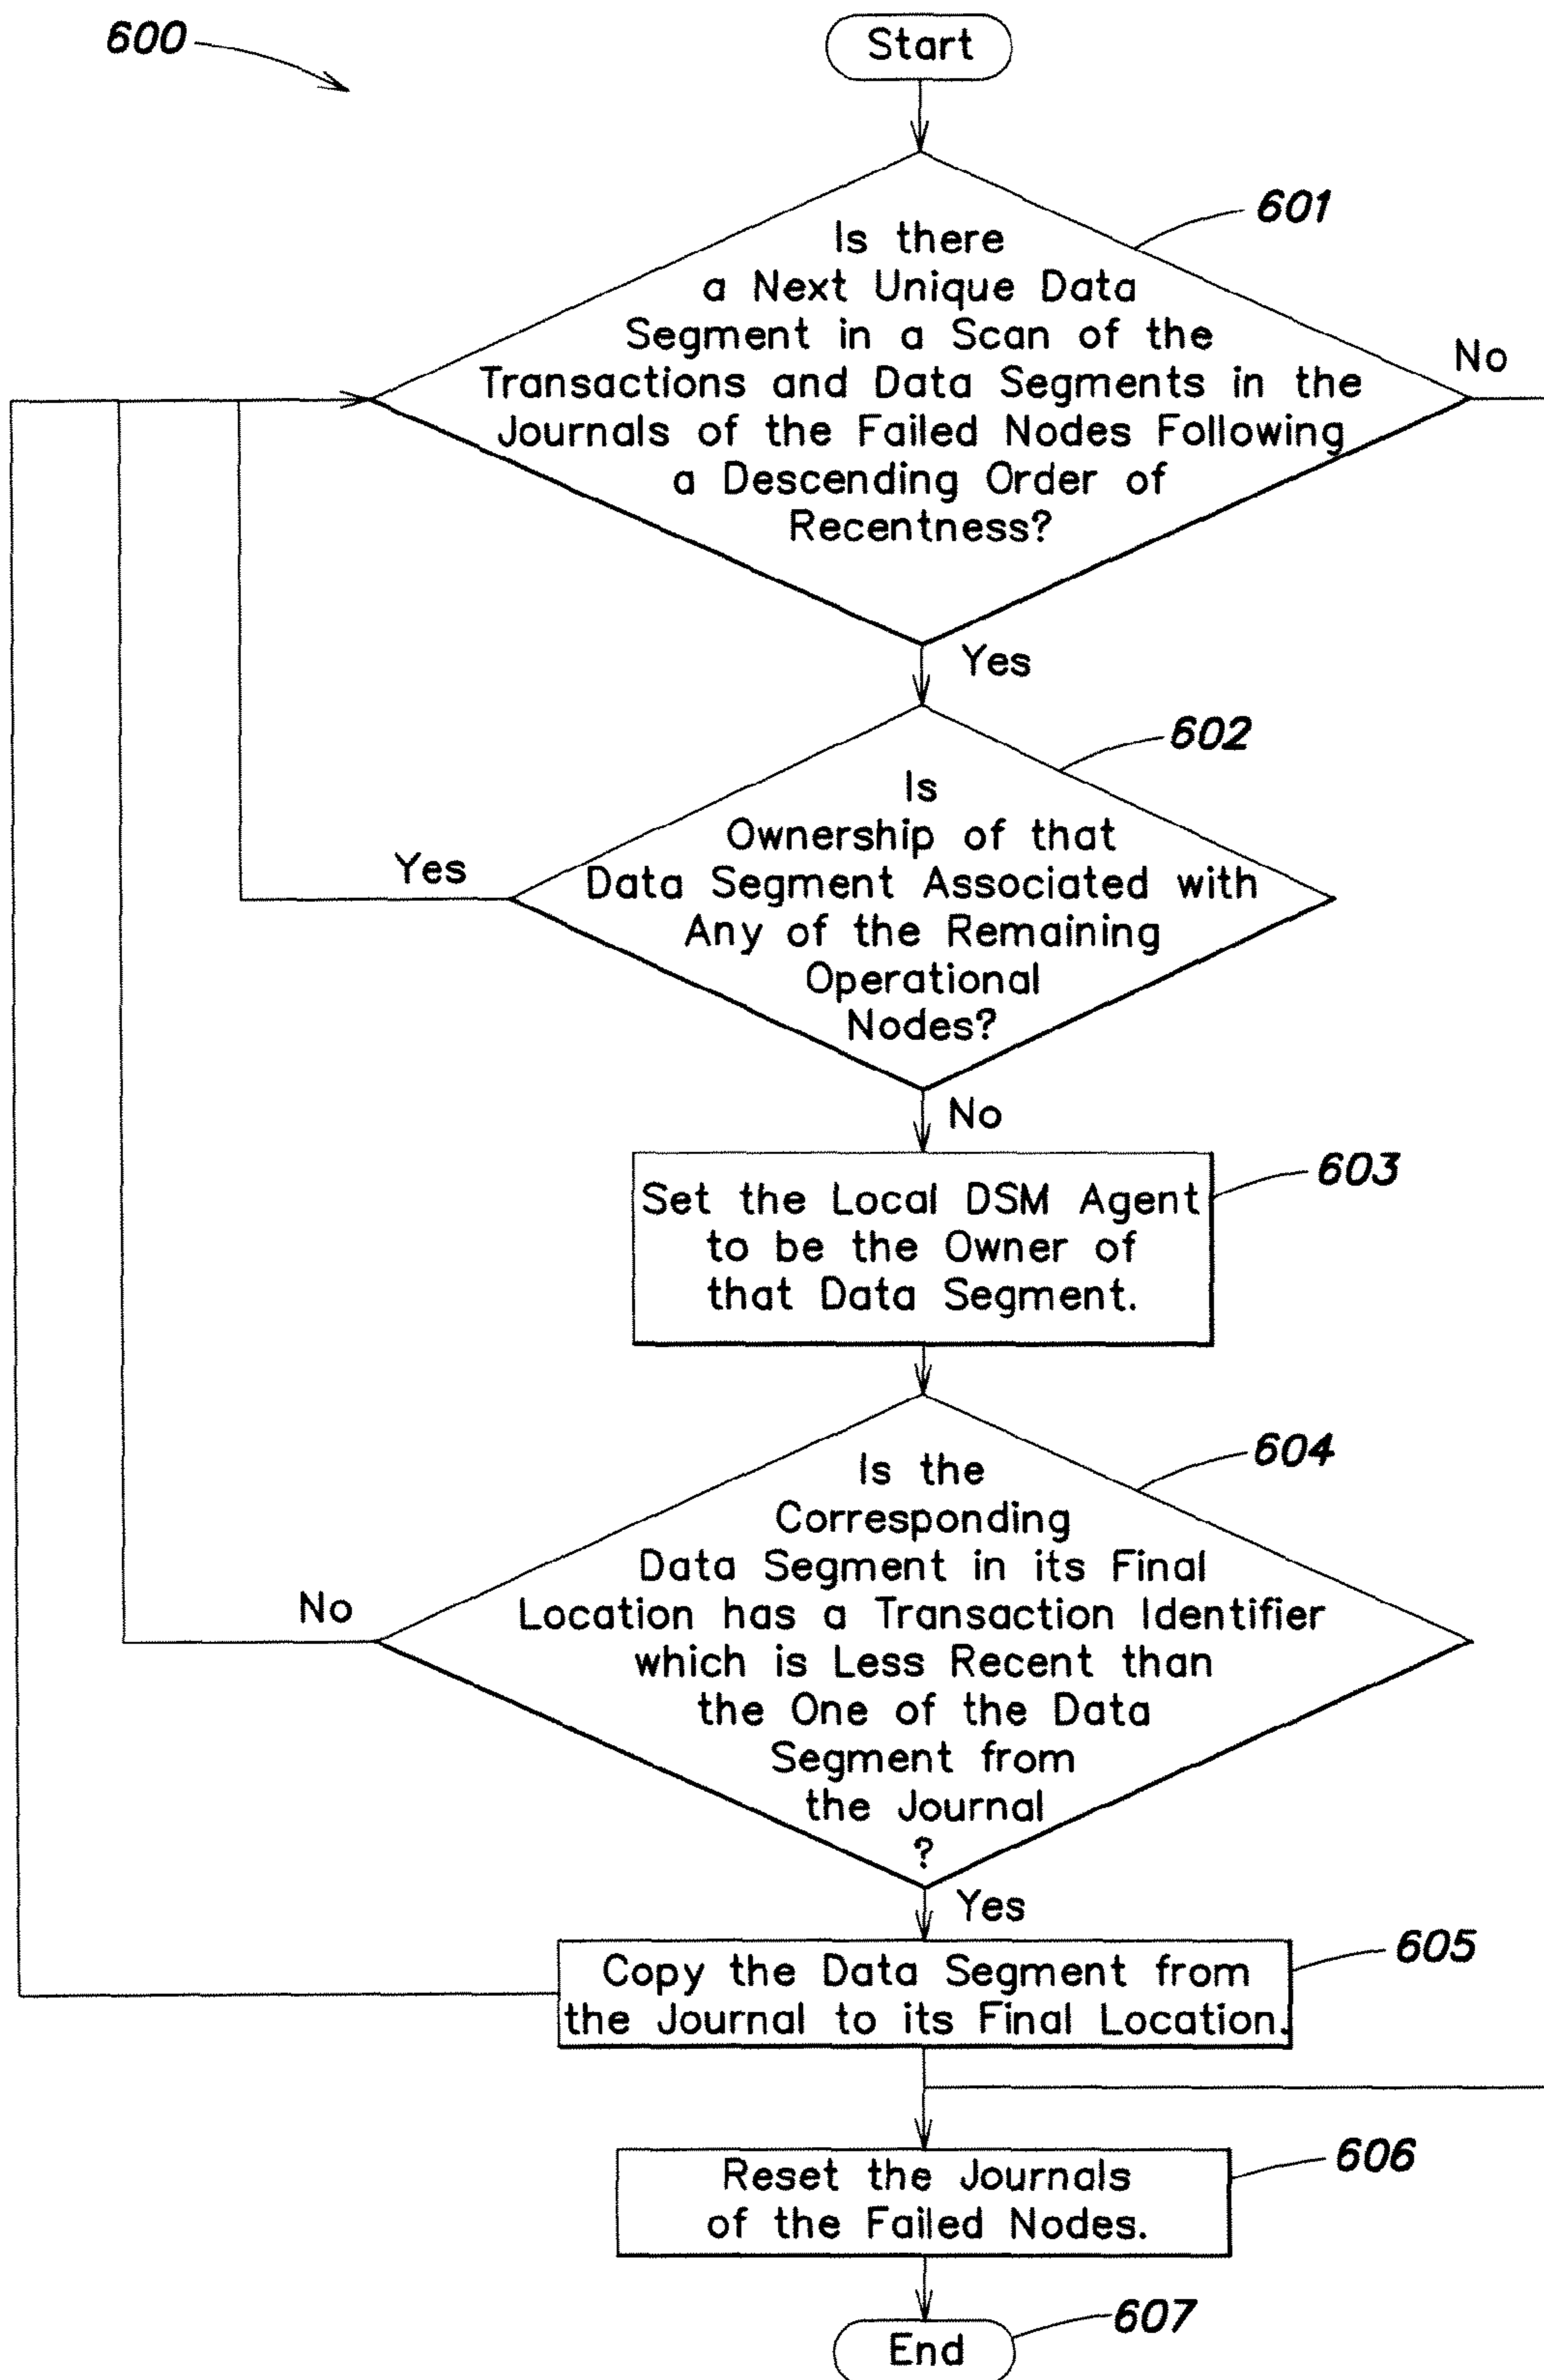 600
Start
601
Is there
a Next Unique Data
Segment in a Scan of the
Transactions and Data Segments in the
Journals of the Failed Nodes Following
a Descending Order of
Recentness?
No
Yes
602
Is
Ownership of that
Data Segment Associated with
Any of the Remaining
Operational
Nodes?
Yes
No
603
Set the Local DSM Agent
to be the Owner of
that Data Segment.
604
Is the
Corresponding
Data Segment in its Final
Location has a Transaction Identifier
which is Less Recent than
the One of the Data
Segment from
the Journal
?
No
Yes
605
Copy the Data Segment from
the Journal to its Final Location.
606
Reset the Journals
of the Failed Nodes.
607
End